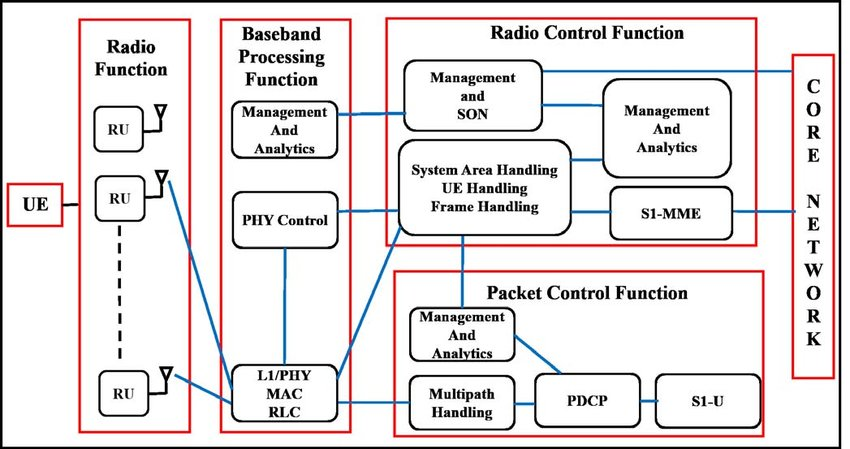 UE
Radio
Function
RU
RU
RU
Baseband
Processing
Function
Management
And
Analytics
PHY Control
L1/PHY
MAC
RLC
Radio Control Function
Management
and
SON
Management
And
Analytics
System Area Handling
UE Handling
Frame Handling
S1-MME
Packet Control Function
Management
And
Analytics
Multipath
Handling
PDCP
S1-U
C
O
R
E
N
E
T
W
O
R
K